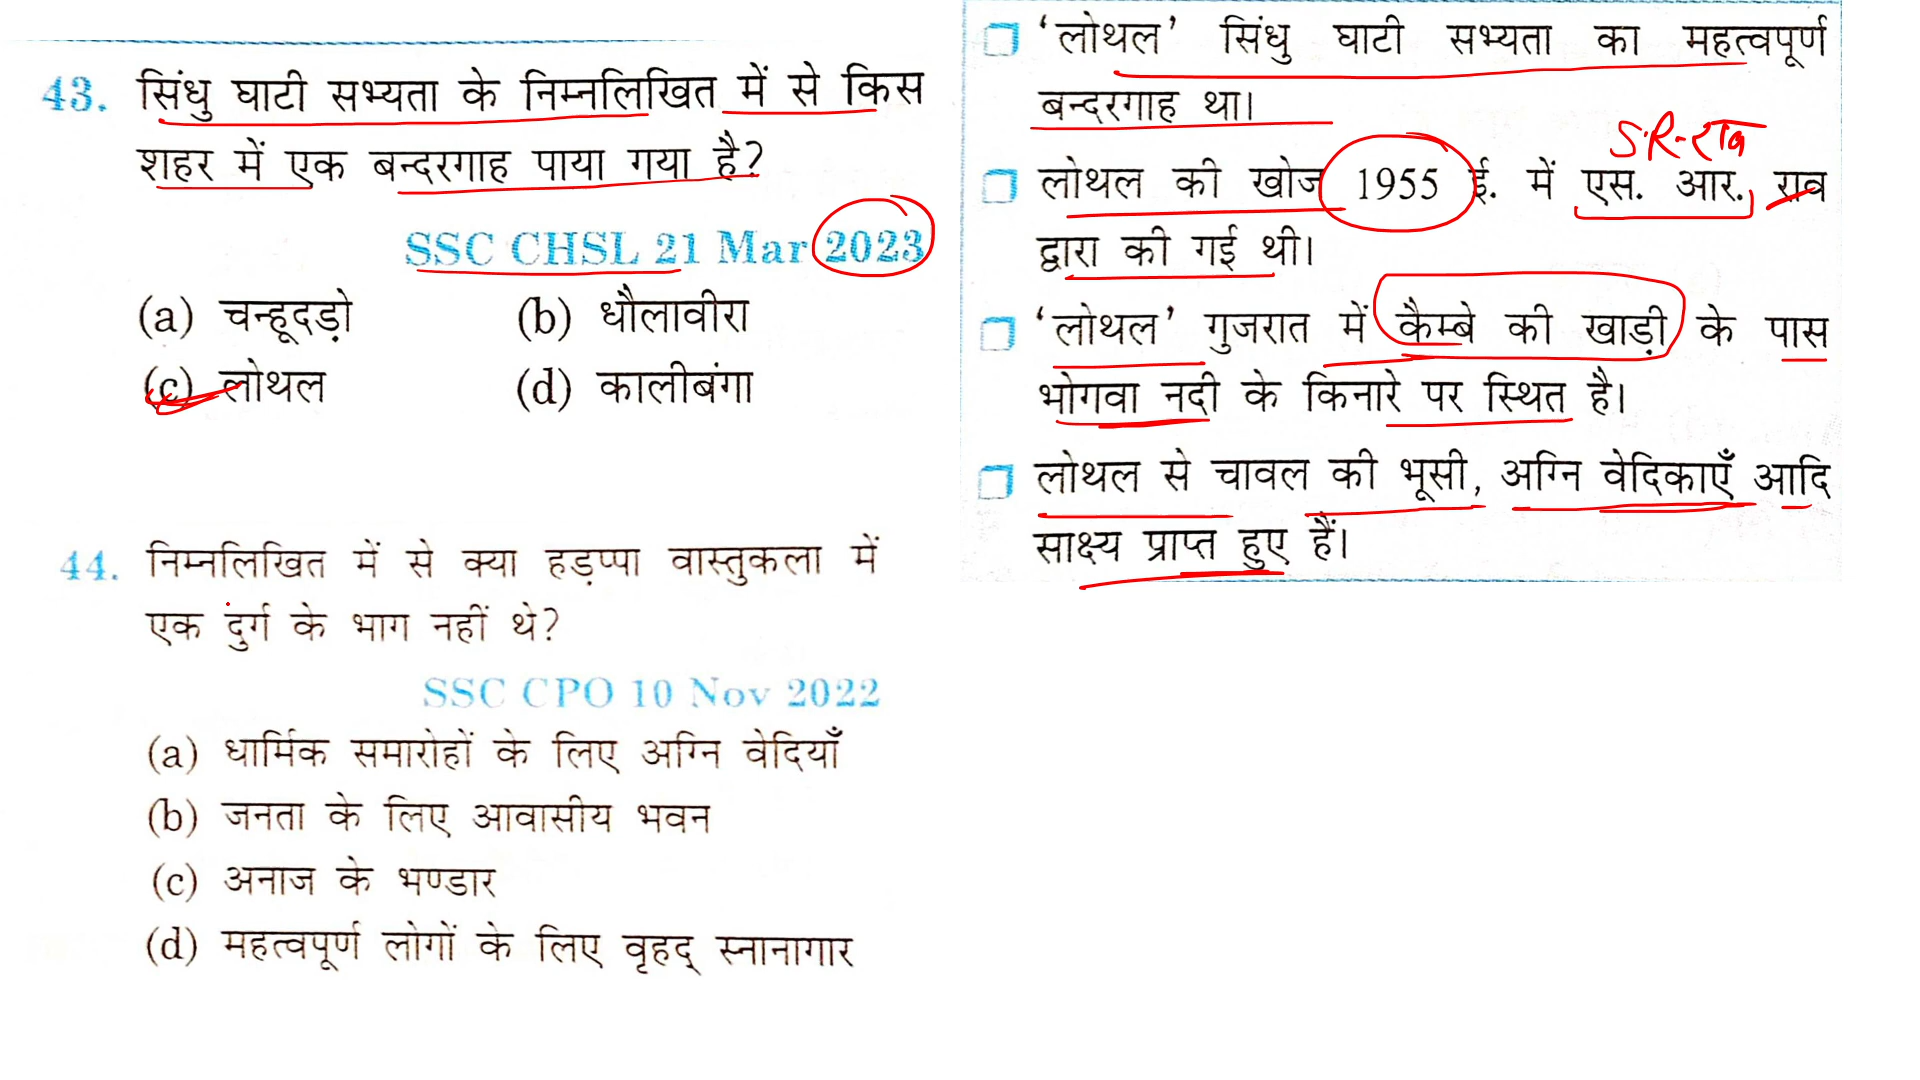 43. सिंधु घाटी सभ्यता के निम्नलिखित में से किस
शहर में एक बन्दरगाह पाया गया है?
SSC CHSL 21 Mar 2023
(a) चन्हूदड़ो (b) धौलावीरा
(c) लोथल (d) कालीबंगा
44. निम्नलिखित में से क्या हड़प्पा वास्तुकला में
एक दुर्ग के भाग नहीं थे?
SSC CPO 10 Nov 2022
(a) धार्मिक समारोहों के लिए अग्नि वेदियाँ
(b) जनता के लिए आवासीय भवन
(c) अनाज के भण्डार
(d) महत्वपूर्ण लोगों के लिए वृहद् स्नानागार
'लोथल' सिंधु घाटी सभ्यता का महत्वपूर्ण
बन्दरगाह था।
S.R-राव
लोथल की खोज 1955 ई. में एस. आर. राव
द्वारा की गई थी।
'लोथल' गुजरात में कैम्बे की खाड़ी के पास
भोगवा नदी के किनारे पर स्थित है।
लोथल से चावल की भूसी, अग्नि वेदिकाएँ आदि
साक्ष्य प्राप्त हुए हैं।